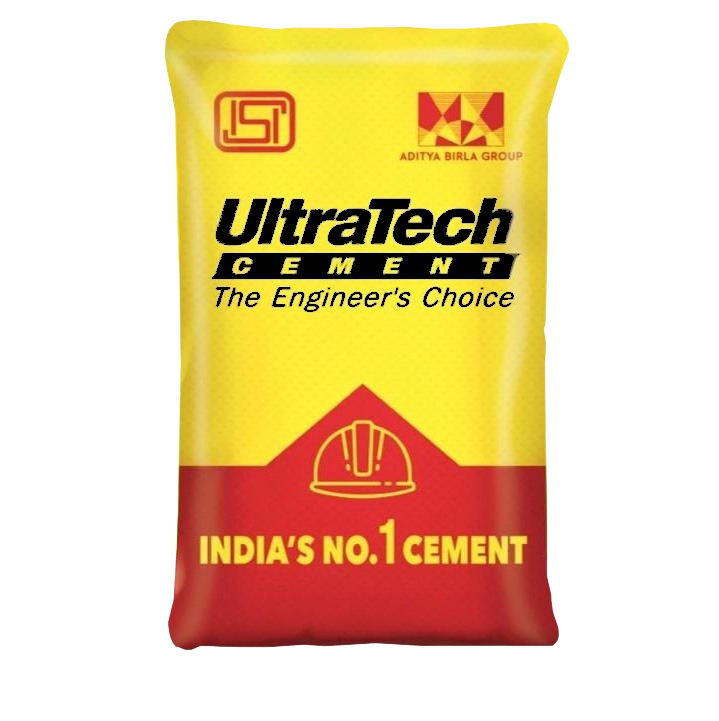 ISI
ADITYA BIRLA GROUP
UltraTech
CEMENT
The Engineer's Choice
INDIA'S NO.1 CEMENT